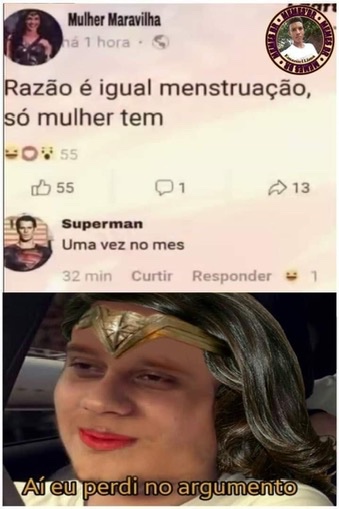 Mulher Maravilha
há 1 hora
Razão é igual menstruação,
só mulher tem
55
55 1 13
Superman
Uma vez no mes
32 min Curtir Responder 1
Aí eu perdi no argumento